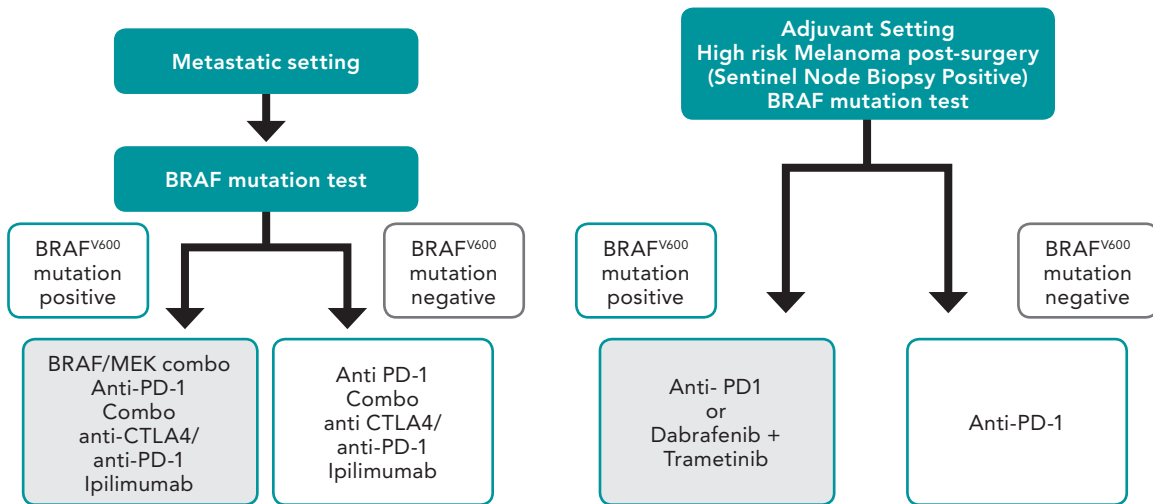 Metastatic setting
BRAF mutation test
BRAFV600
mutation
positive
BRAFV600
mutation
negative
BRAF/MEK combo
Anti-PD-1
Combo
anti-CTLA4/
anti-PD-1
Ipilimumab
Anti PD-1
Combo
anti CTLA4/
anti-PD-1
Ipilimumab
Adjuvant Setting
High risk Melanoma post-surgery
(Sentinel Node Biopsy Positive)
BRAF mutation test
BRAFV600
mutation
positive
BRAFV600
mutation
negative
Anti- PD1
or
Dabrafenib +
Trametinib
Anti-PD-1